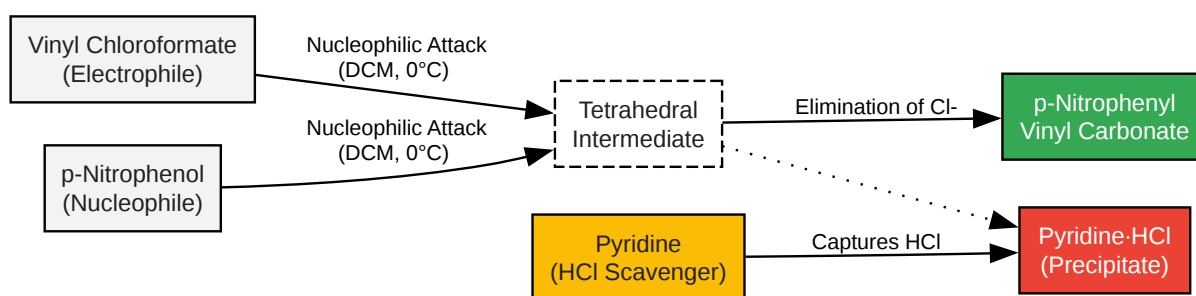 Vinyl Chloroformate
(Electrophile)
Nucleophilic Attack
(DCM, 0°C)
p-Nitrophenol
(Nucleophile)
Nucleophilic Attack
(DCM, 0°C)
Tetrahedral
Intermediate
Elimination of Cl-
p-Nitrophenyl
Vinyl Carbonate
Pyridine
(HCl Scavenger)
Captures HCl
Pyridine·HCl
(Precipitate)